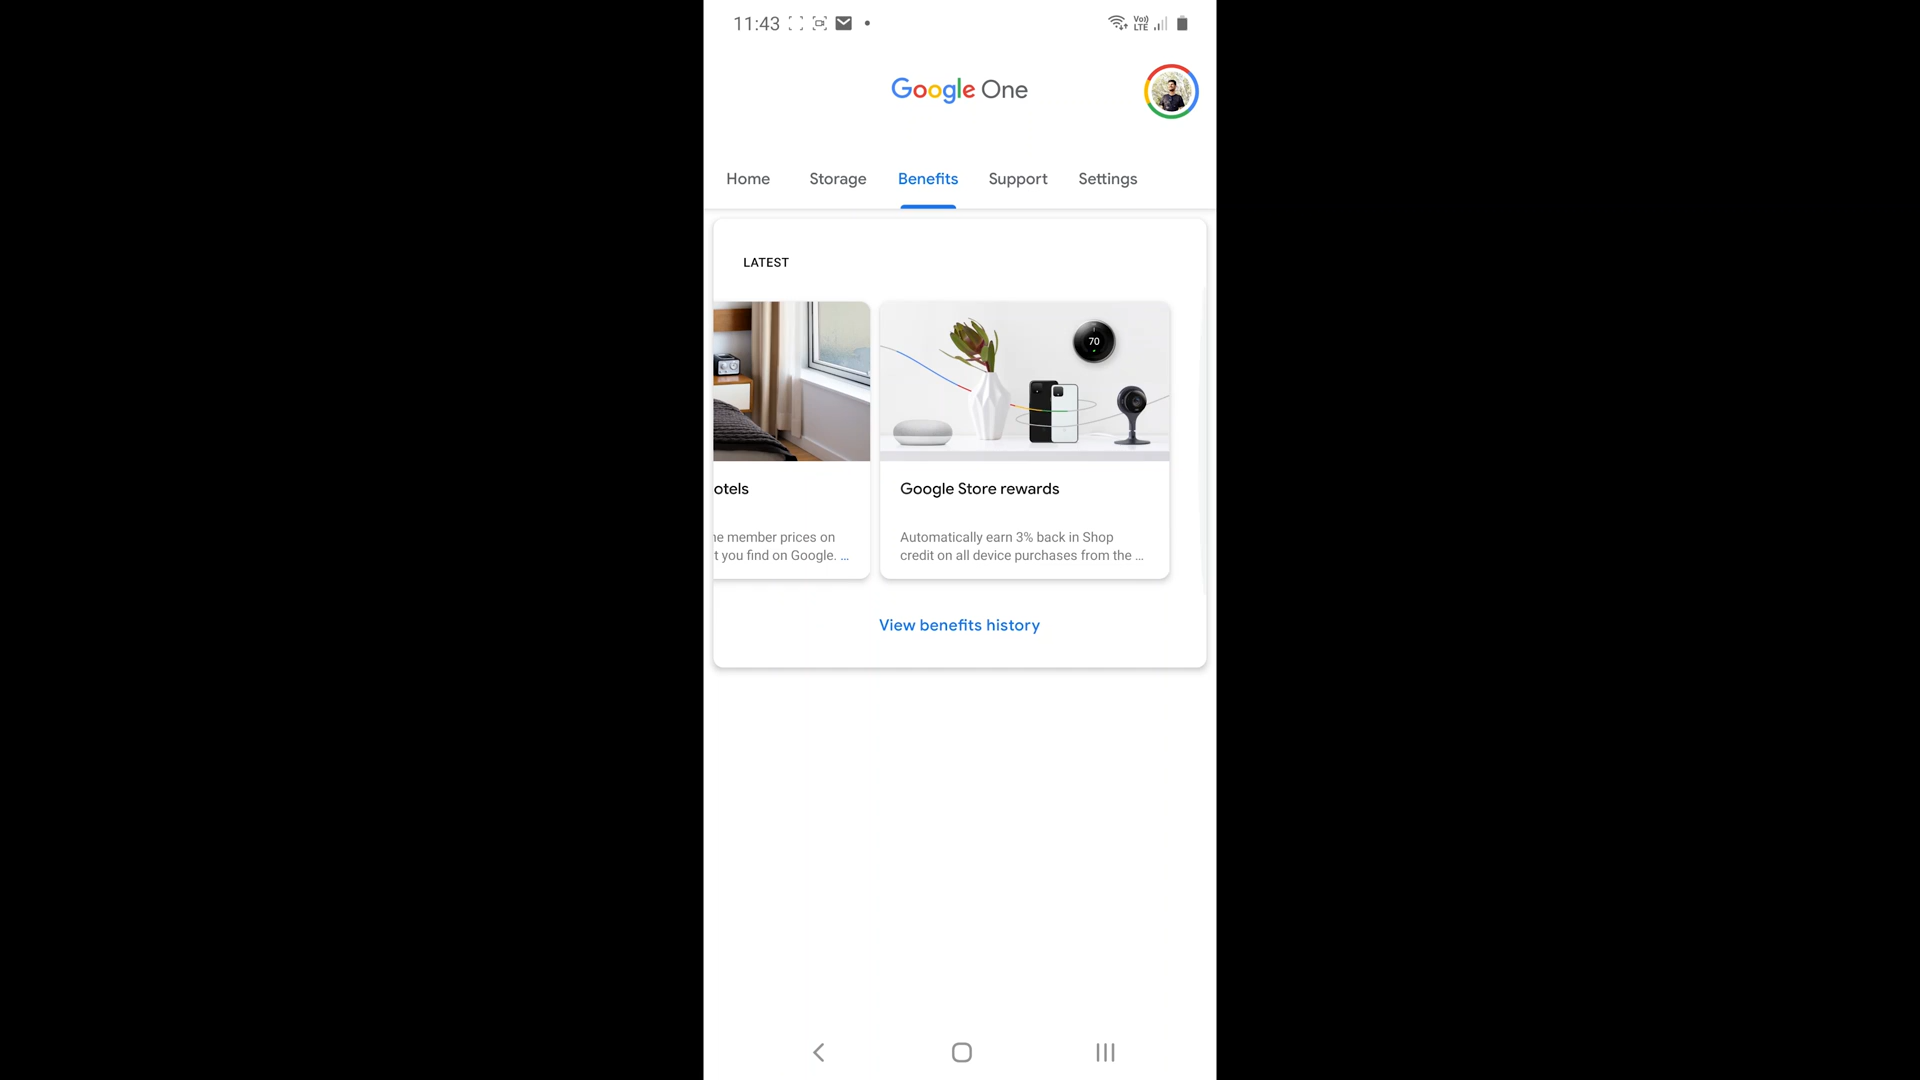 11:43
Vo))
LTE
Google One
Home Storage Benefits Support Settings
LATEST
70
otels
member prices on
t you find on Google. ...
Google Store rewards
Automatically earn 3% back in Shop
credit on all device purchases from the ...
View benefits history